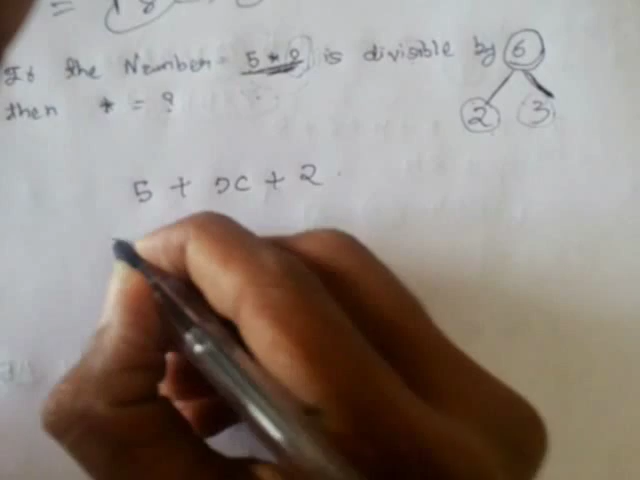 If the Number = 5 * 2 is divisible by 6
then * = ?
2 3
5 + x + 2